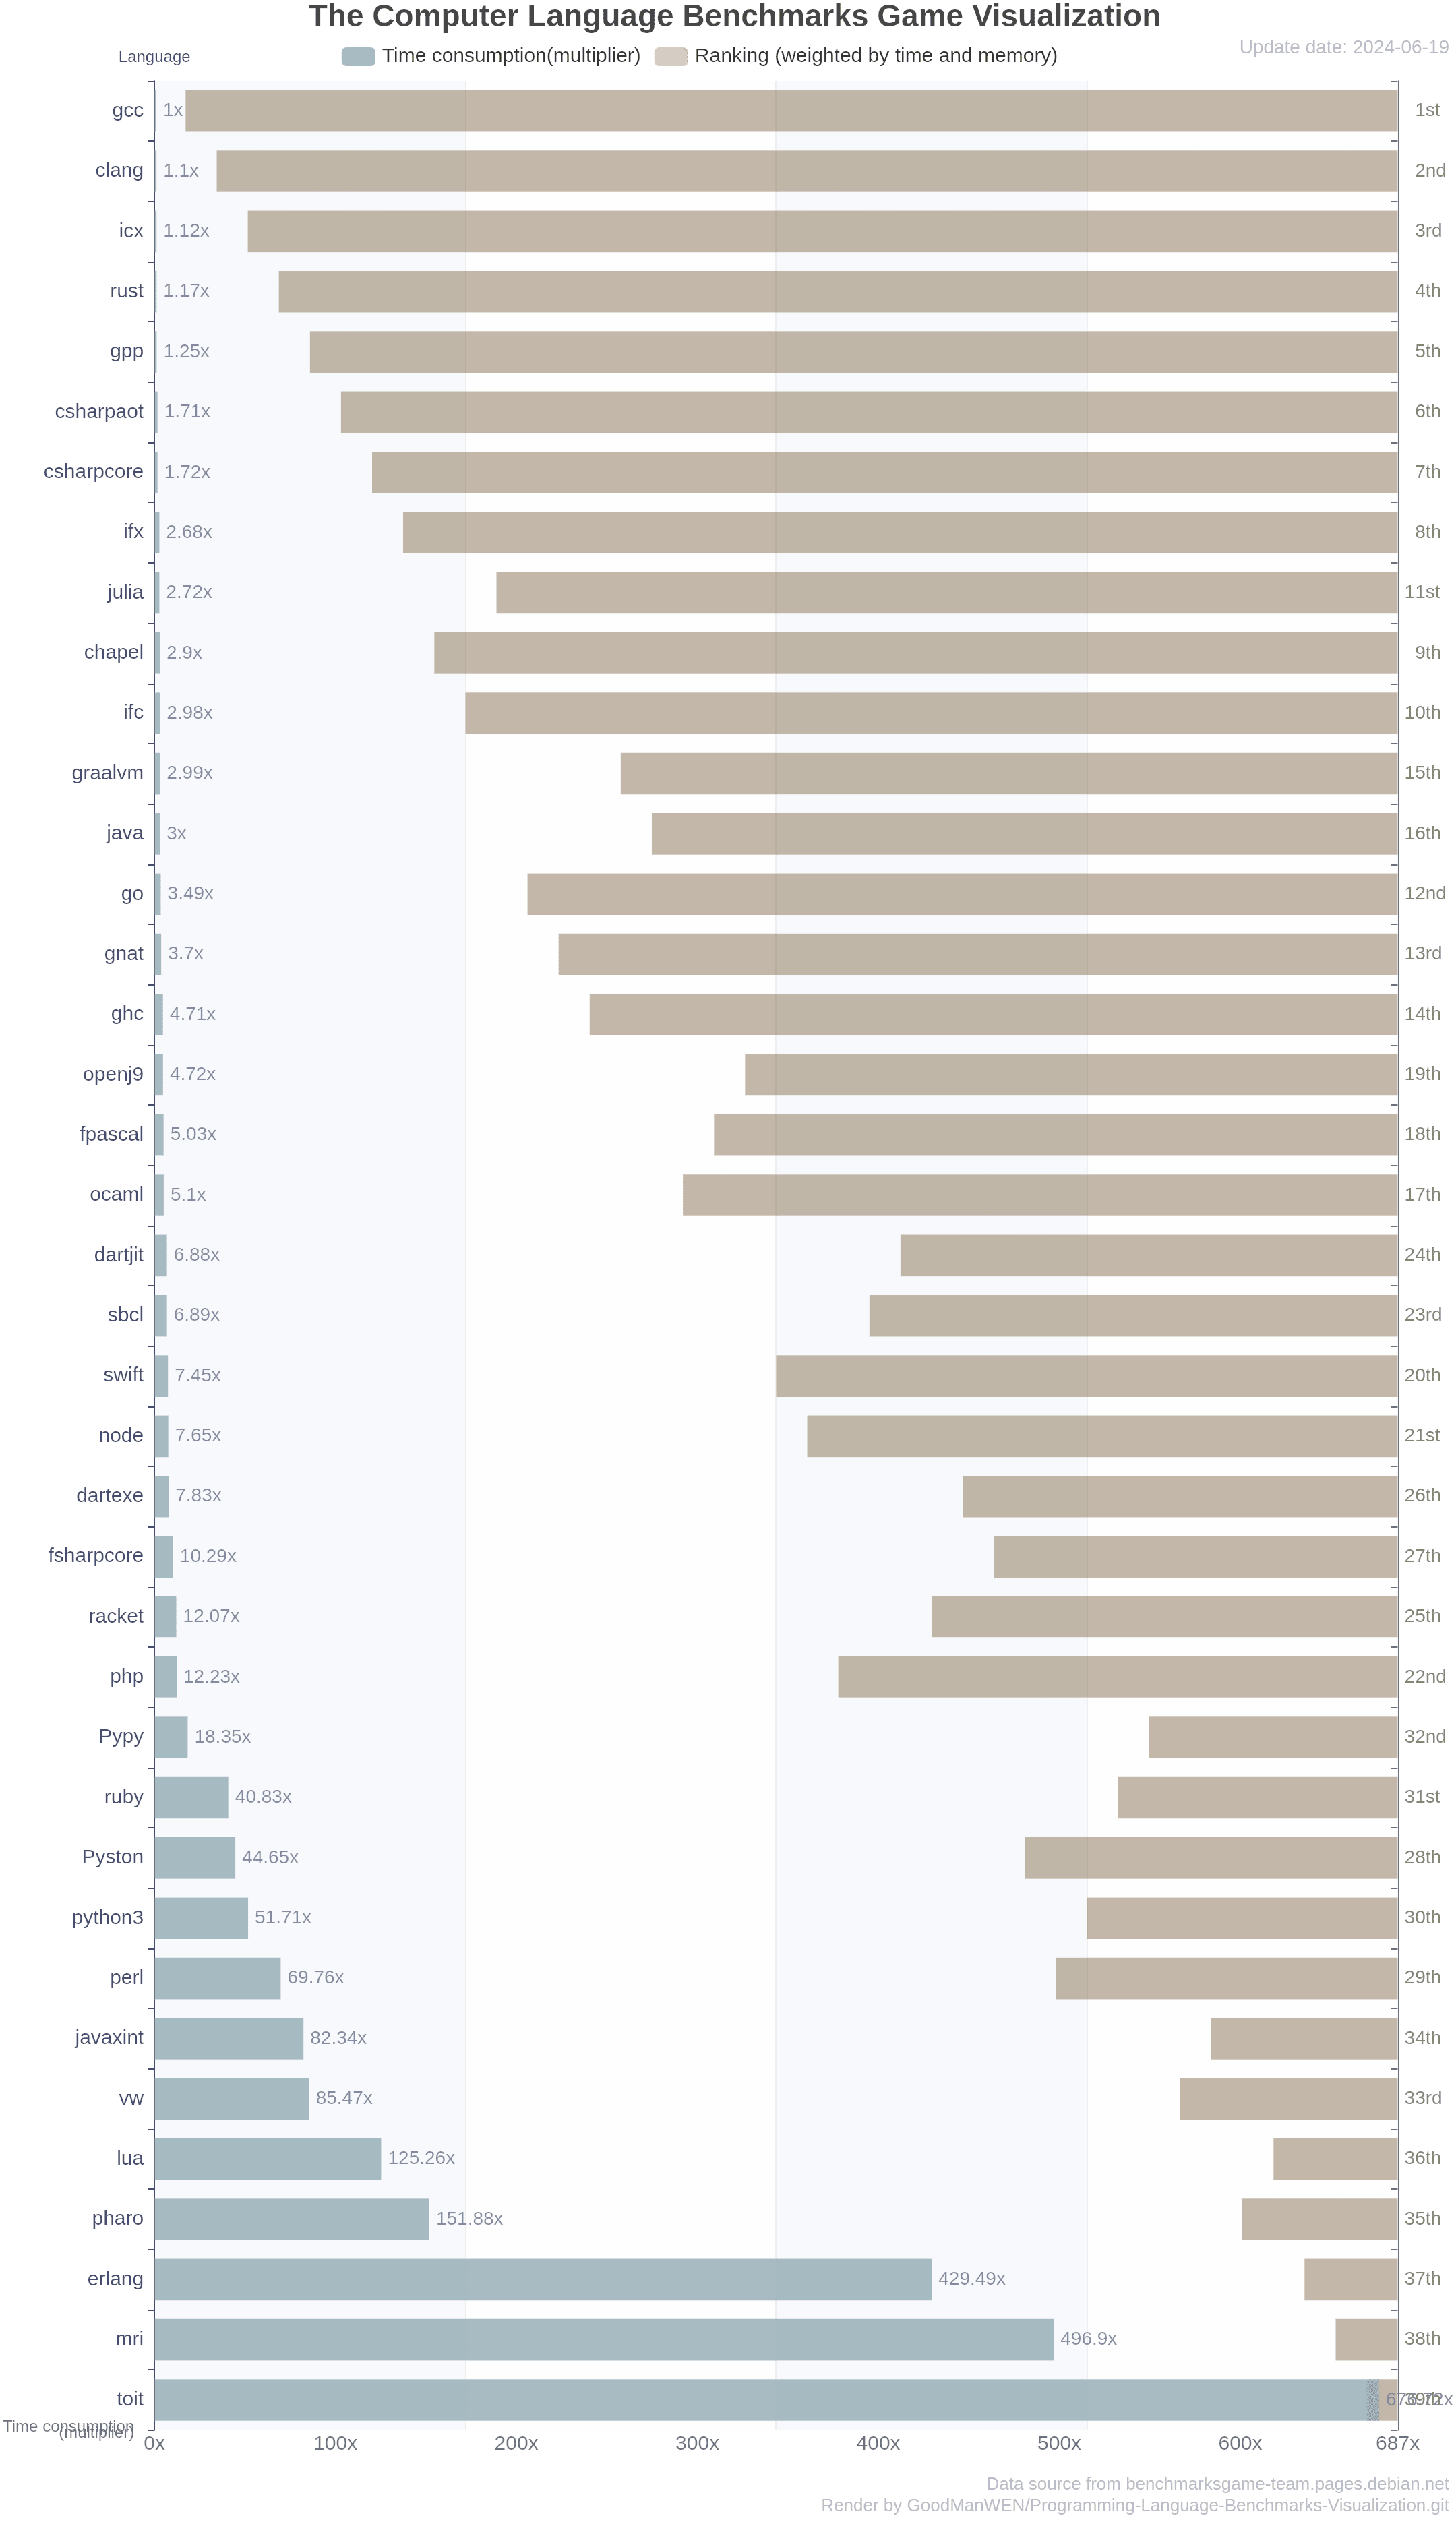 The Computer Language Benchmarks Game Visualization
Language
Time consumption(multiplier) Ranking (weighted by time and memory)
Update date: 2024-06-19
gcc 1x 1st
clang 1.1x 2nd
icx 1.12x 3rd
rust 1.17x 4th
gpp 1.25x 5th
csharpaot 1.71x 6th
csharpcore 1.72x 7th
ifx 2.68x 8th
julia 2.72x 11st
chapel 2.9x 9th
ifc 2.98x 10th
graalvm 2.99x 15th
java 3x 16th
go 3.49x 12nd
gnat 3.7x 13rd
ghc 4.71x 14th
openj9 4.72x 19th
fpascal 5.03x 18th
ocaml 5.1x 17th
dartjit 6.88x 24th
sbcl 6.89x 23rd
swift 7.45x 20th
node 7.65x 21st
dartexe 7.83x 26th
fsharpcore 10.29x 27th
racket 12.07x 25th
php 12.23x 22nd
Pypy 18.35x 32nd
ruby 40.83x 31st
Pyston 44.65x 28th
python3 51.71x 30th
perl 69.76x 29th
javaxint 82.34x 34th
vw 85.47x 33rd
lua 125.26x 36th
pharo 151.88x 35th
erlang 429.49x 37th
mri 496.9x 38th
toit 39th
Time consumption
(multiplier)
0x 100x 200x 300x 400x 500x 600x 687x
Data source from benchmarksgame-team.pages.debian.net
Render by GoodManWEN/Programming-Language-Benchmarks-Visualization.git